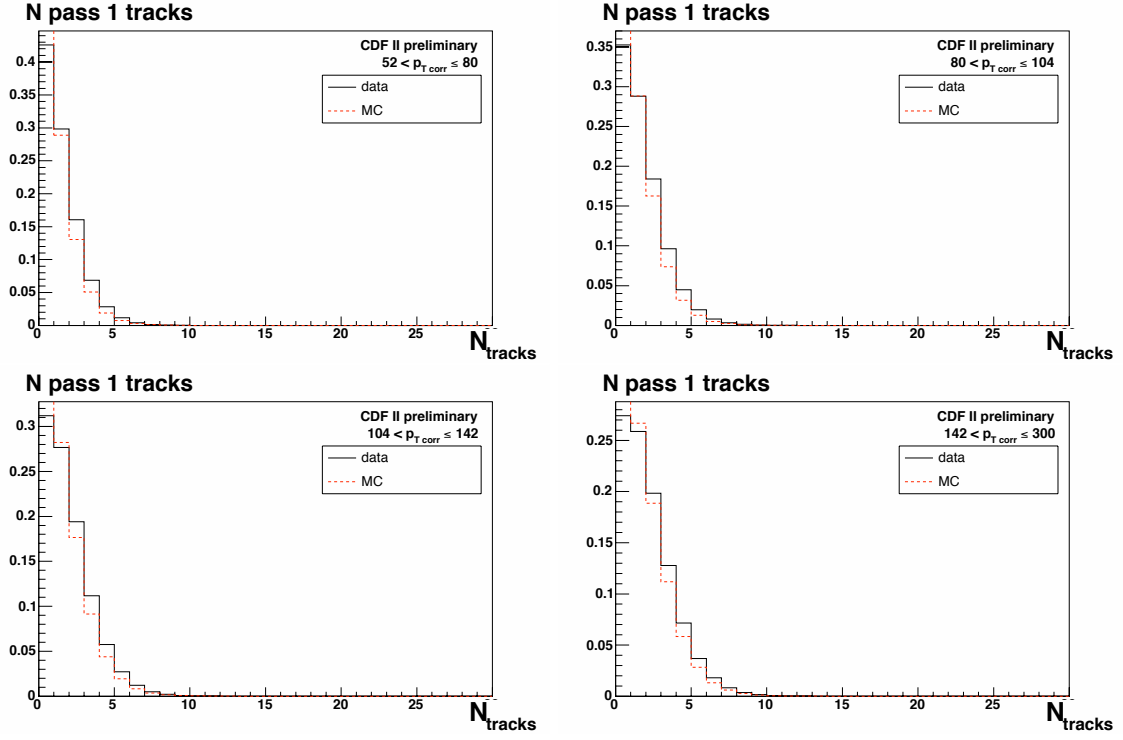 N pass 1 tracks
CDF II preliminary
52 < p_T corr ≤ 80
data
MC
0.4
0.35
0.3
0.25
0.2
0.15
0.1
0.05
0
0 5 10 15 20 25
N_tracks
N pass 1 tracks
CDF II preliminary
80 < p_T corr ≤ 104
data
MC
0.35
0.3
0.25
0.2
0.15
0.1
0.05
0
0 5 10 15 20 25
N_tracks
N pass 1 tracks
CDF II preliminary
104 < p_T corr ≤ 142
data
MC
0.3
0.25
0.2
0.15
0.1
0.05
0
0 5 10 15 20 25
N_tracks
N pass 1 tracks
CDF II preliminary
142 < p_T corr ≤ 300
data
MC
0.25
0.2
0.15
0.1
0.05
0
0 5 10 15 20 25
N_tracks